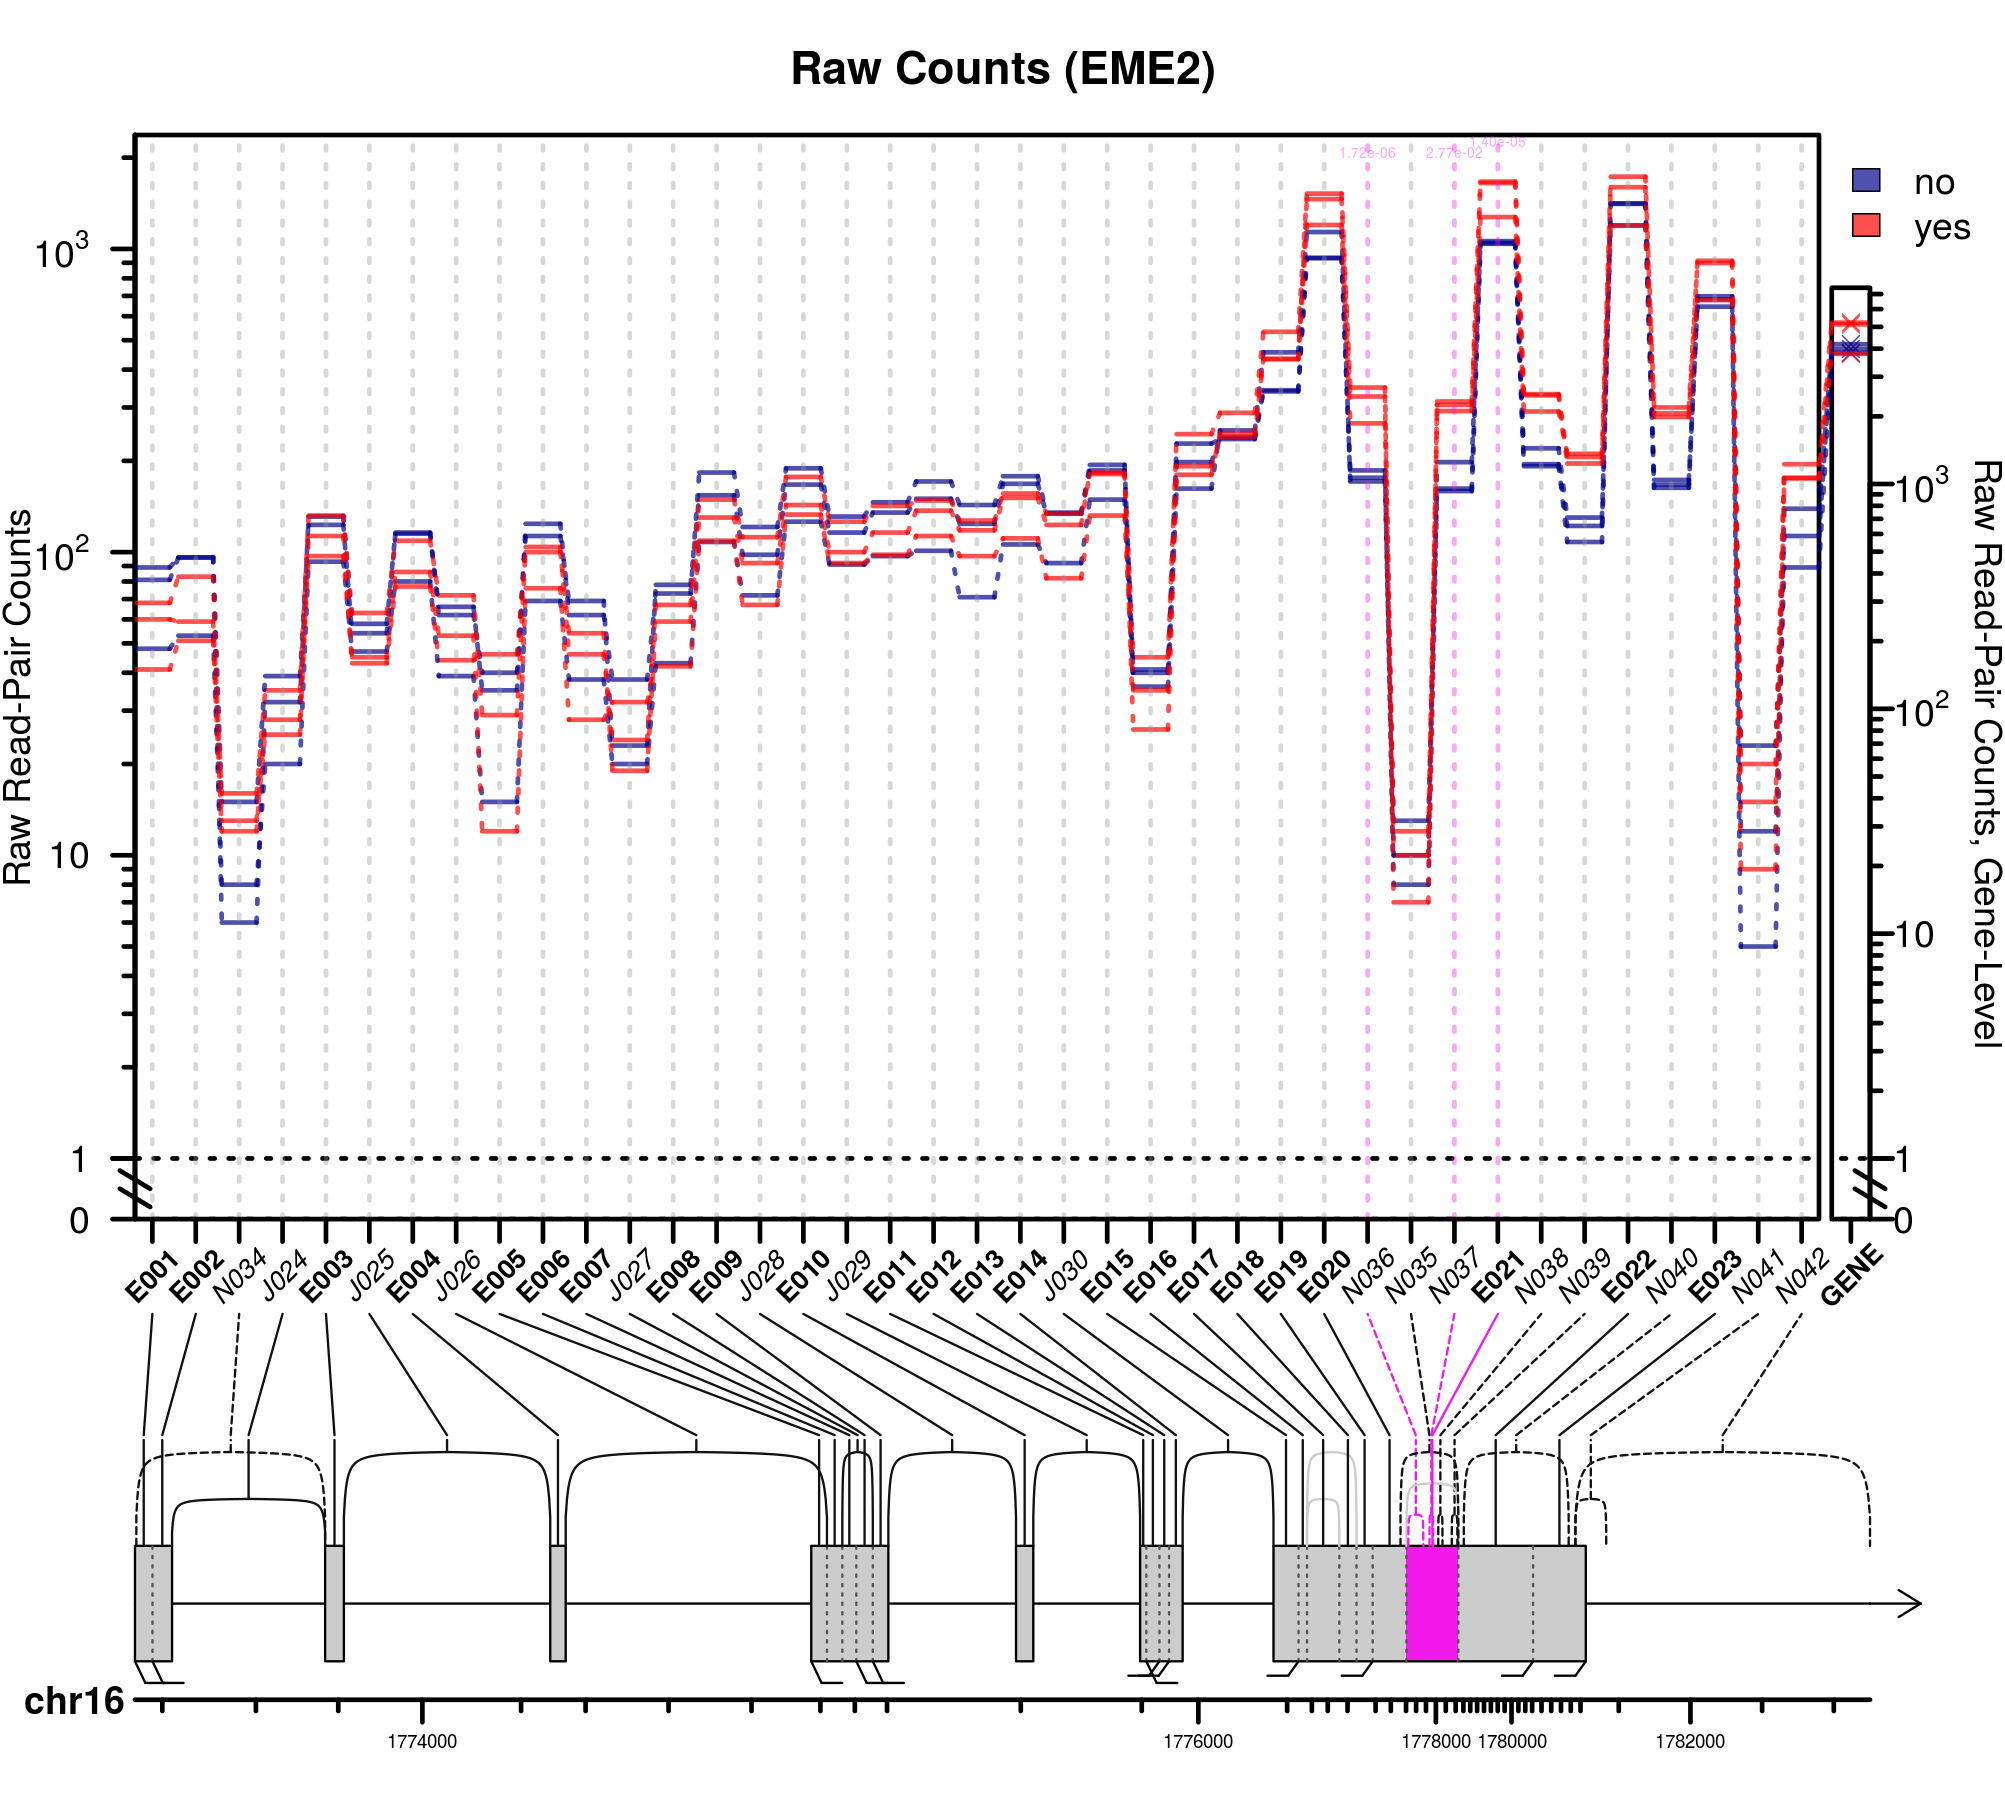 Raw Counts (EME2)
1.40e-05
1.72e-06 2.77e-02
no
yes
10³
10²
10
1
0
Raw Read-Pair Counts
10³
10²
10
1
0
Raw Read-Pair Counts, Gene-Level
E001 E002 N034 J024 E003 J025 E004 J026 E005 E006 E007 J027 E008 E009 J028 E010 J029 E011 E012 E013 E014 J030 E015 E016 E017 E018 E019 E020 N036 N035 N037 E021 N038 N039 E022 N040 E023 N041 N042 GENE
chr16
1774000 1776000 1778000 1780000 1782000